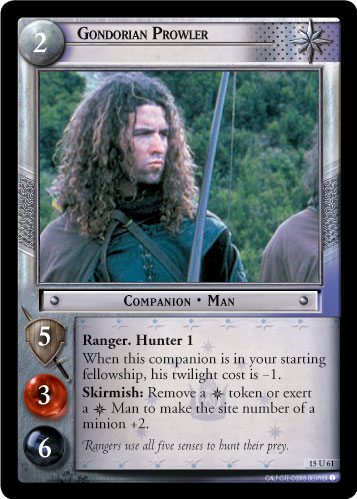 2
Gondorian Prowler
Companion • Man
5
Ranger. Hunter 1
When this companion is in your starting
fellowship, his twilight cost is –1.
3
Skirmish: Remove a token or exert
a Man to make the site number of a
minion +2.
6
Rangers use all five senses to hunt their prey.
15 U 61